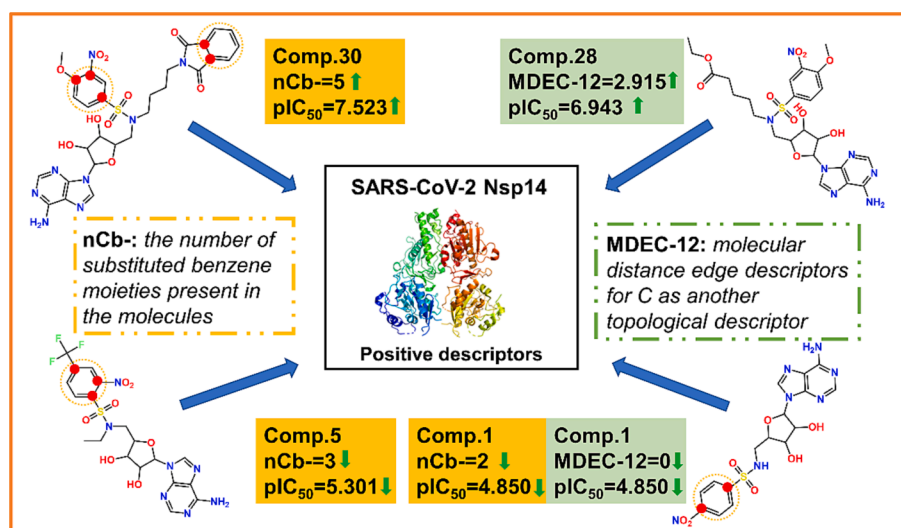 Comp.30
nCb-=5
pIC50=7.523
Comp.28
MDEC-12=2.915
pIC50=6.943
NO2
O
O
N
O
O
S
O
N
HO
HO
O
N
N
N
N
NH2
O
O
NO2
O
O
S
O
N
OH
OH
O
N
N
N
N
NH2
SARS-CoV-2 Nsp14
Positive descriptors
nCb-: the number of
substituted benzene
moieties present in
the molecules
MDEC-12: molecular
distance edge descriptors
for C as another
topological descriptor
F
F
F
NO2
O
S
O
N
O
HO
HO
N
N
N
N
NH2
Comp.5
nCb-=3
pIC50=5.301
Comp.1
nCb-=2
pIC50=4.850
Comp.1
MDEC-12=0
pIC50=4.850
NH2
N
N
N
N
O
OH
OH
NH
O
S
O
NO2